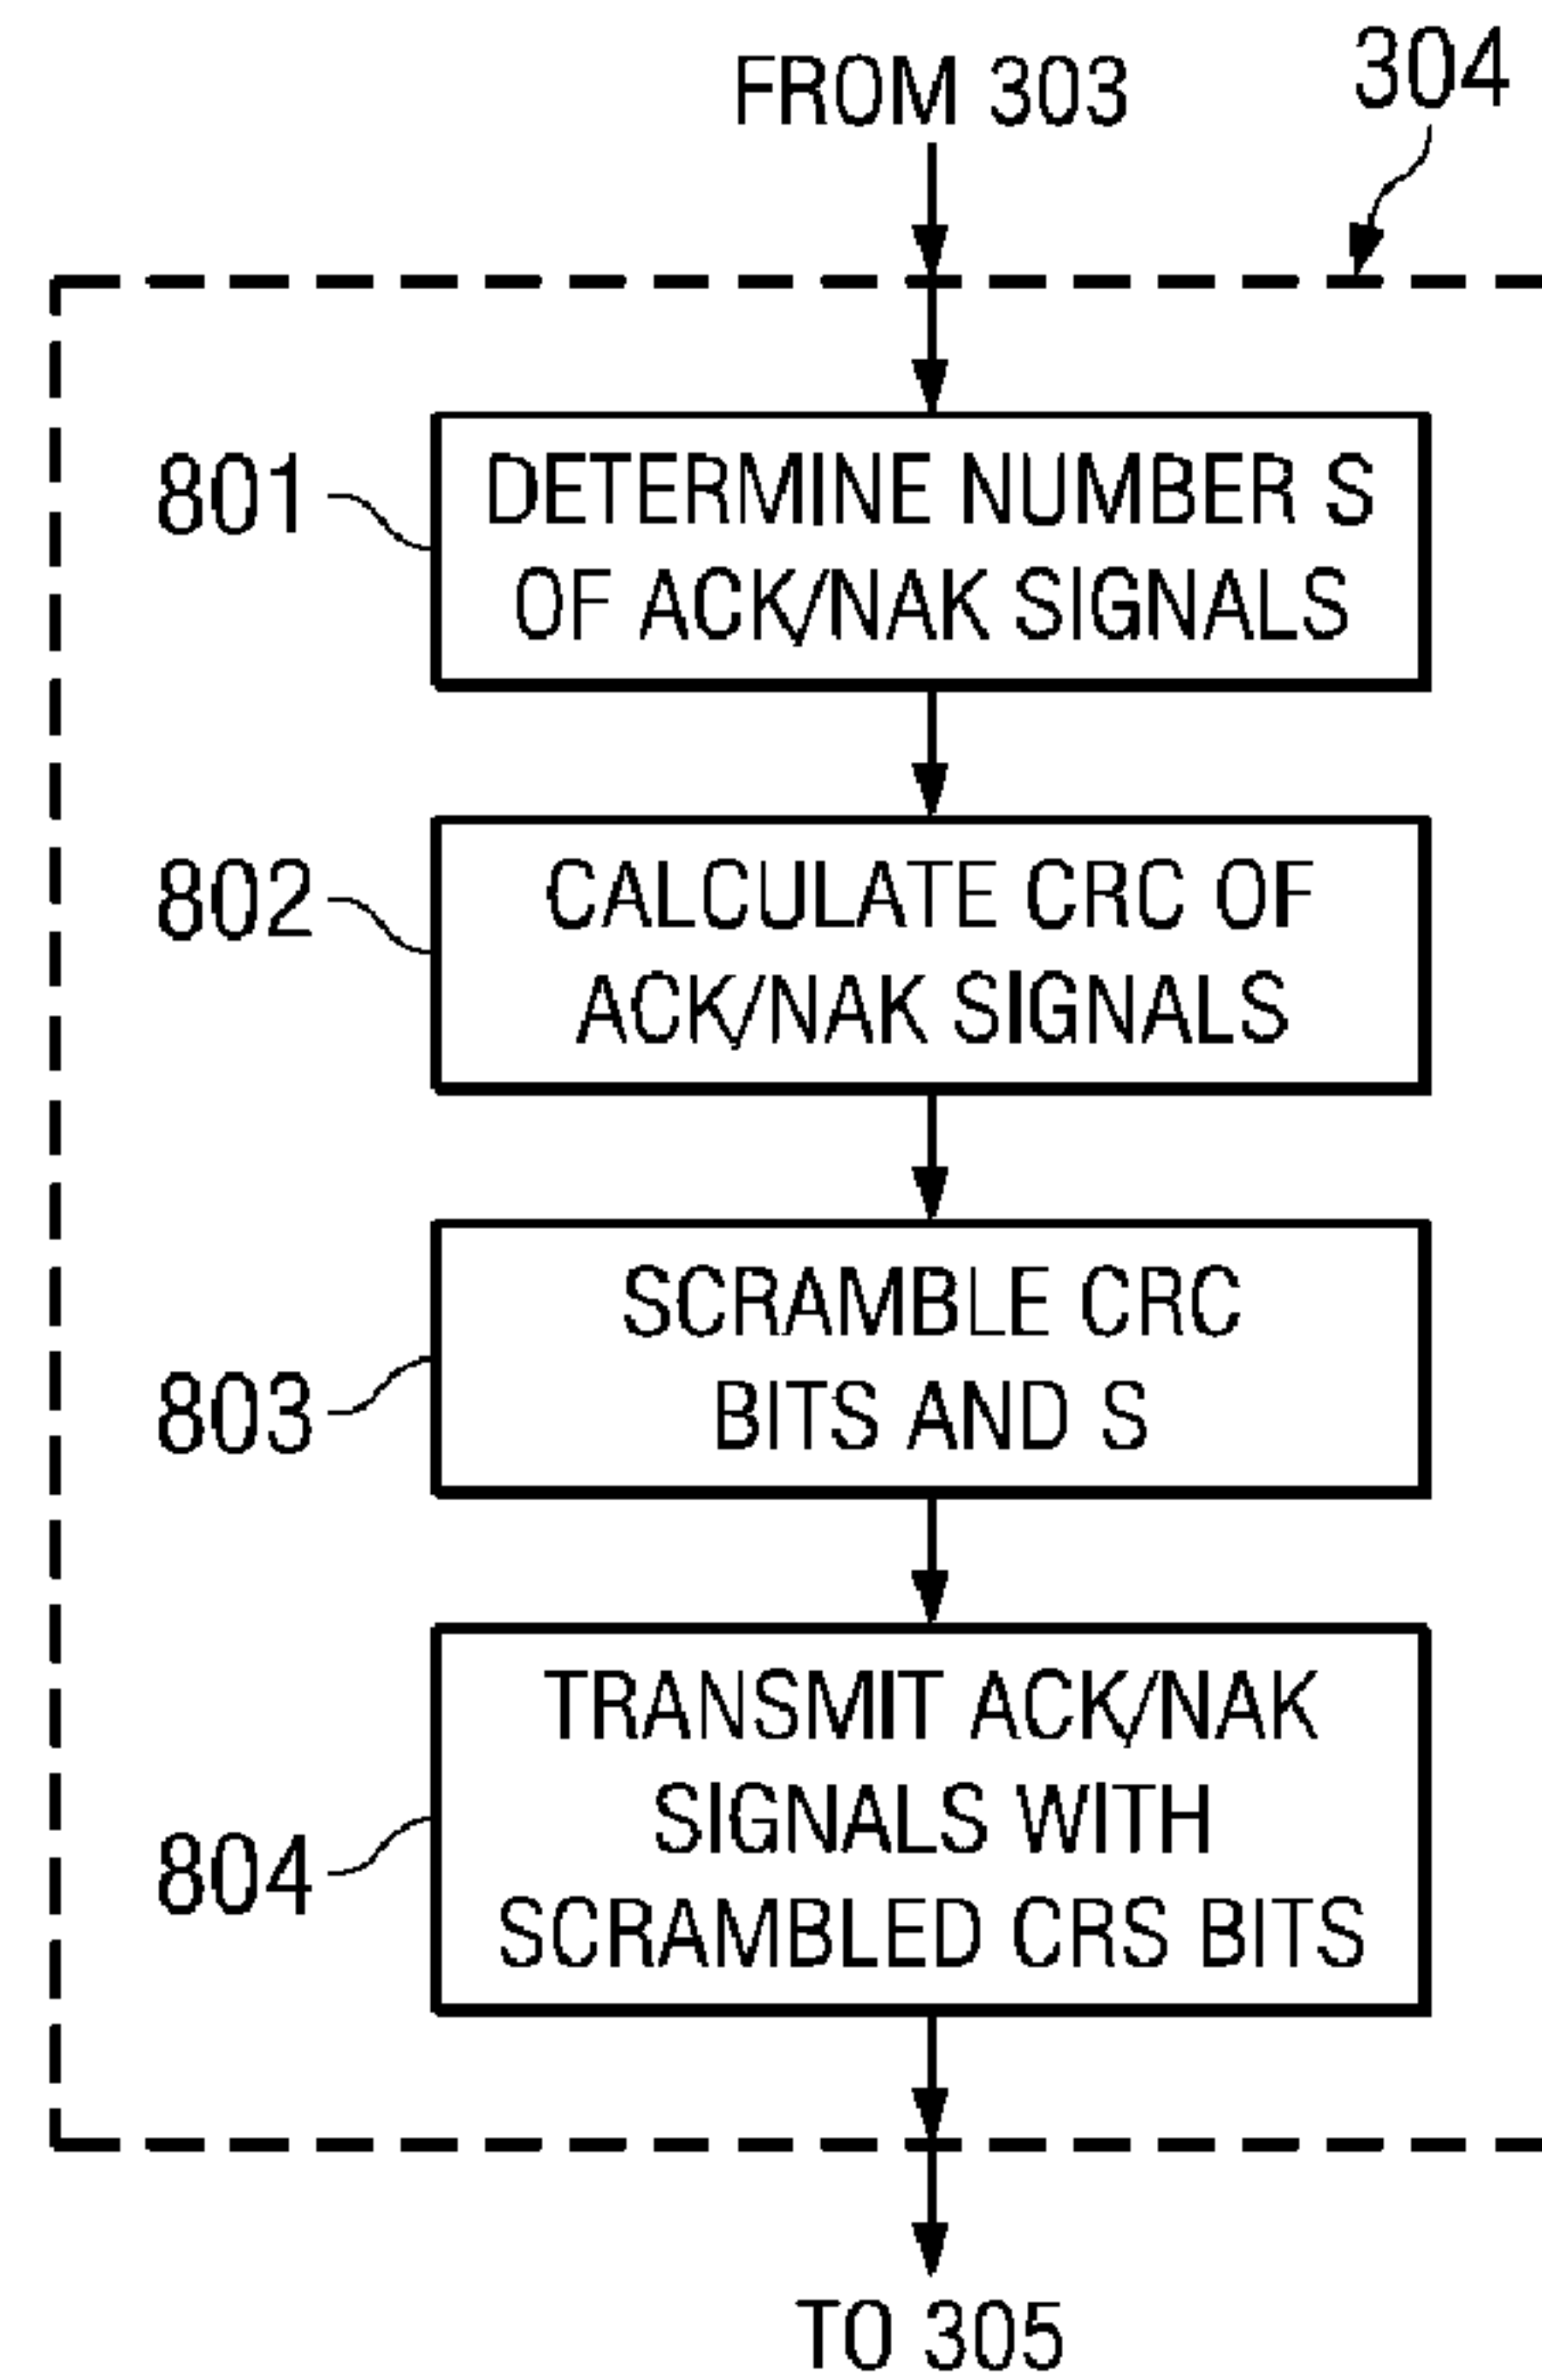 FROM 303
304
801
DETERMINE NUMBER S
OF ACK/NAK SIGNALS
802
CALCULATE CRC OF
ACK/NAK SIGNALS
803
SCRAMBLE CRC
BITS AND S
804
TRANSMIT ACK/NAK
SIGNALS WITH
SCRAMBLED CRS BITS
TO 305